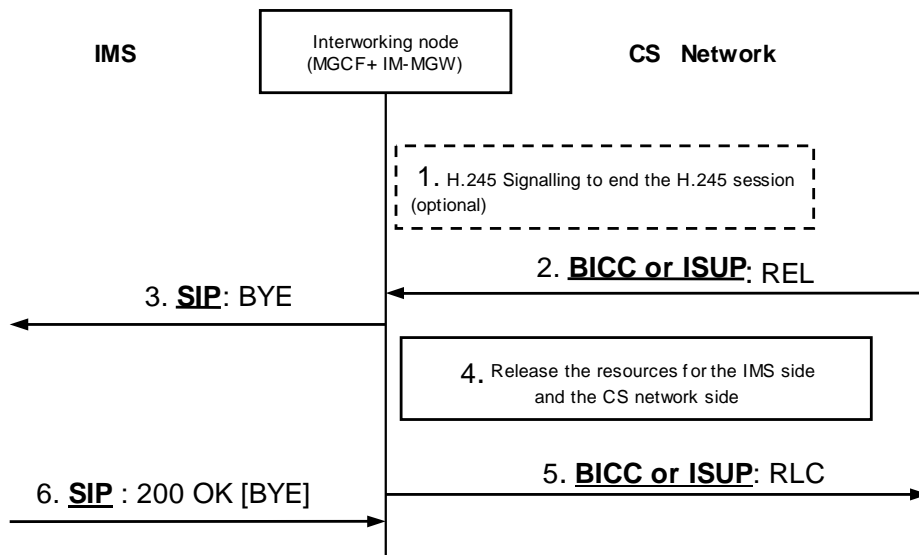 IMS
Interworking node
(MGCF+ IM-MGW)
CS Network
1. H.245 Signalling to end the H.245 session
(optional)
2. BICC or ISUP: REL
3. SIP: BYE
4. Release the resources for the IMS side
and the CS network side
5. BICC or ISUP: RLC
6. SIP : 200 OK [BYE]